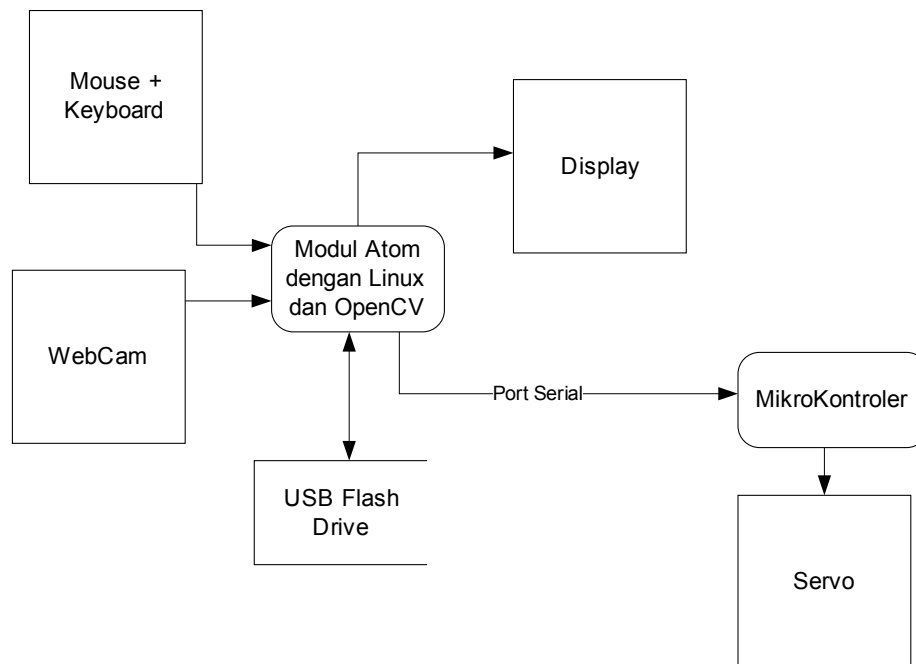 Mouse +
Keyboard
Display
Modul Atom
dengan Linux
dan OpenCV
WebCam
Port Serial
MikroKontroler
USB Flash
Drive
Servo